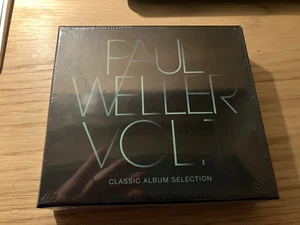 PAUL
WELLER
VOL.1
CLASSIC ALBUM SELECTION